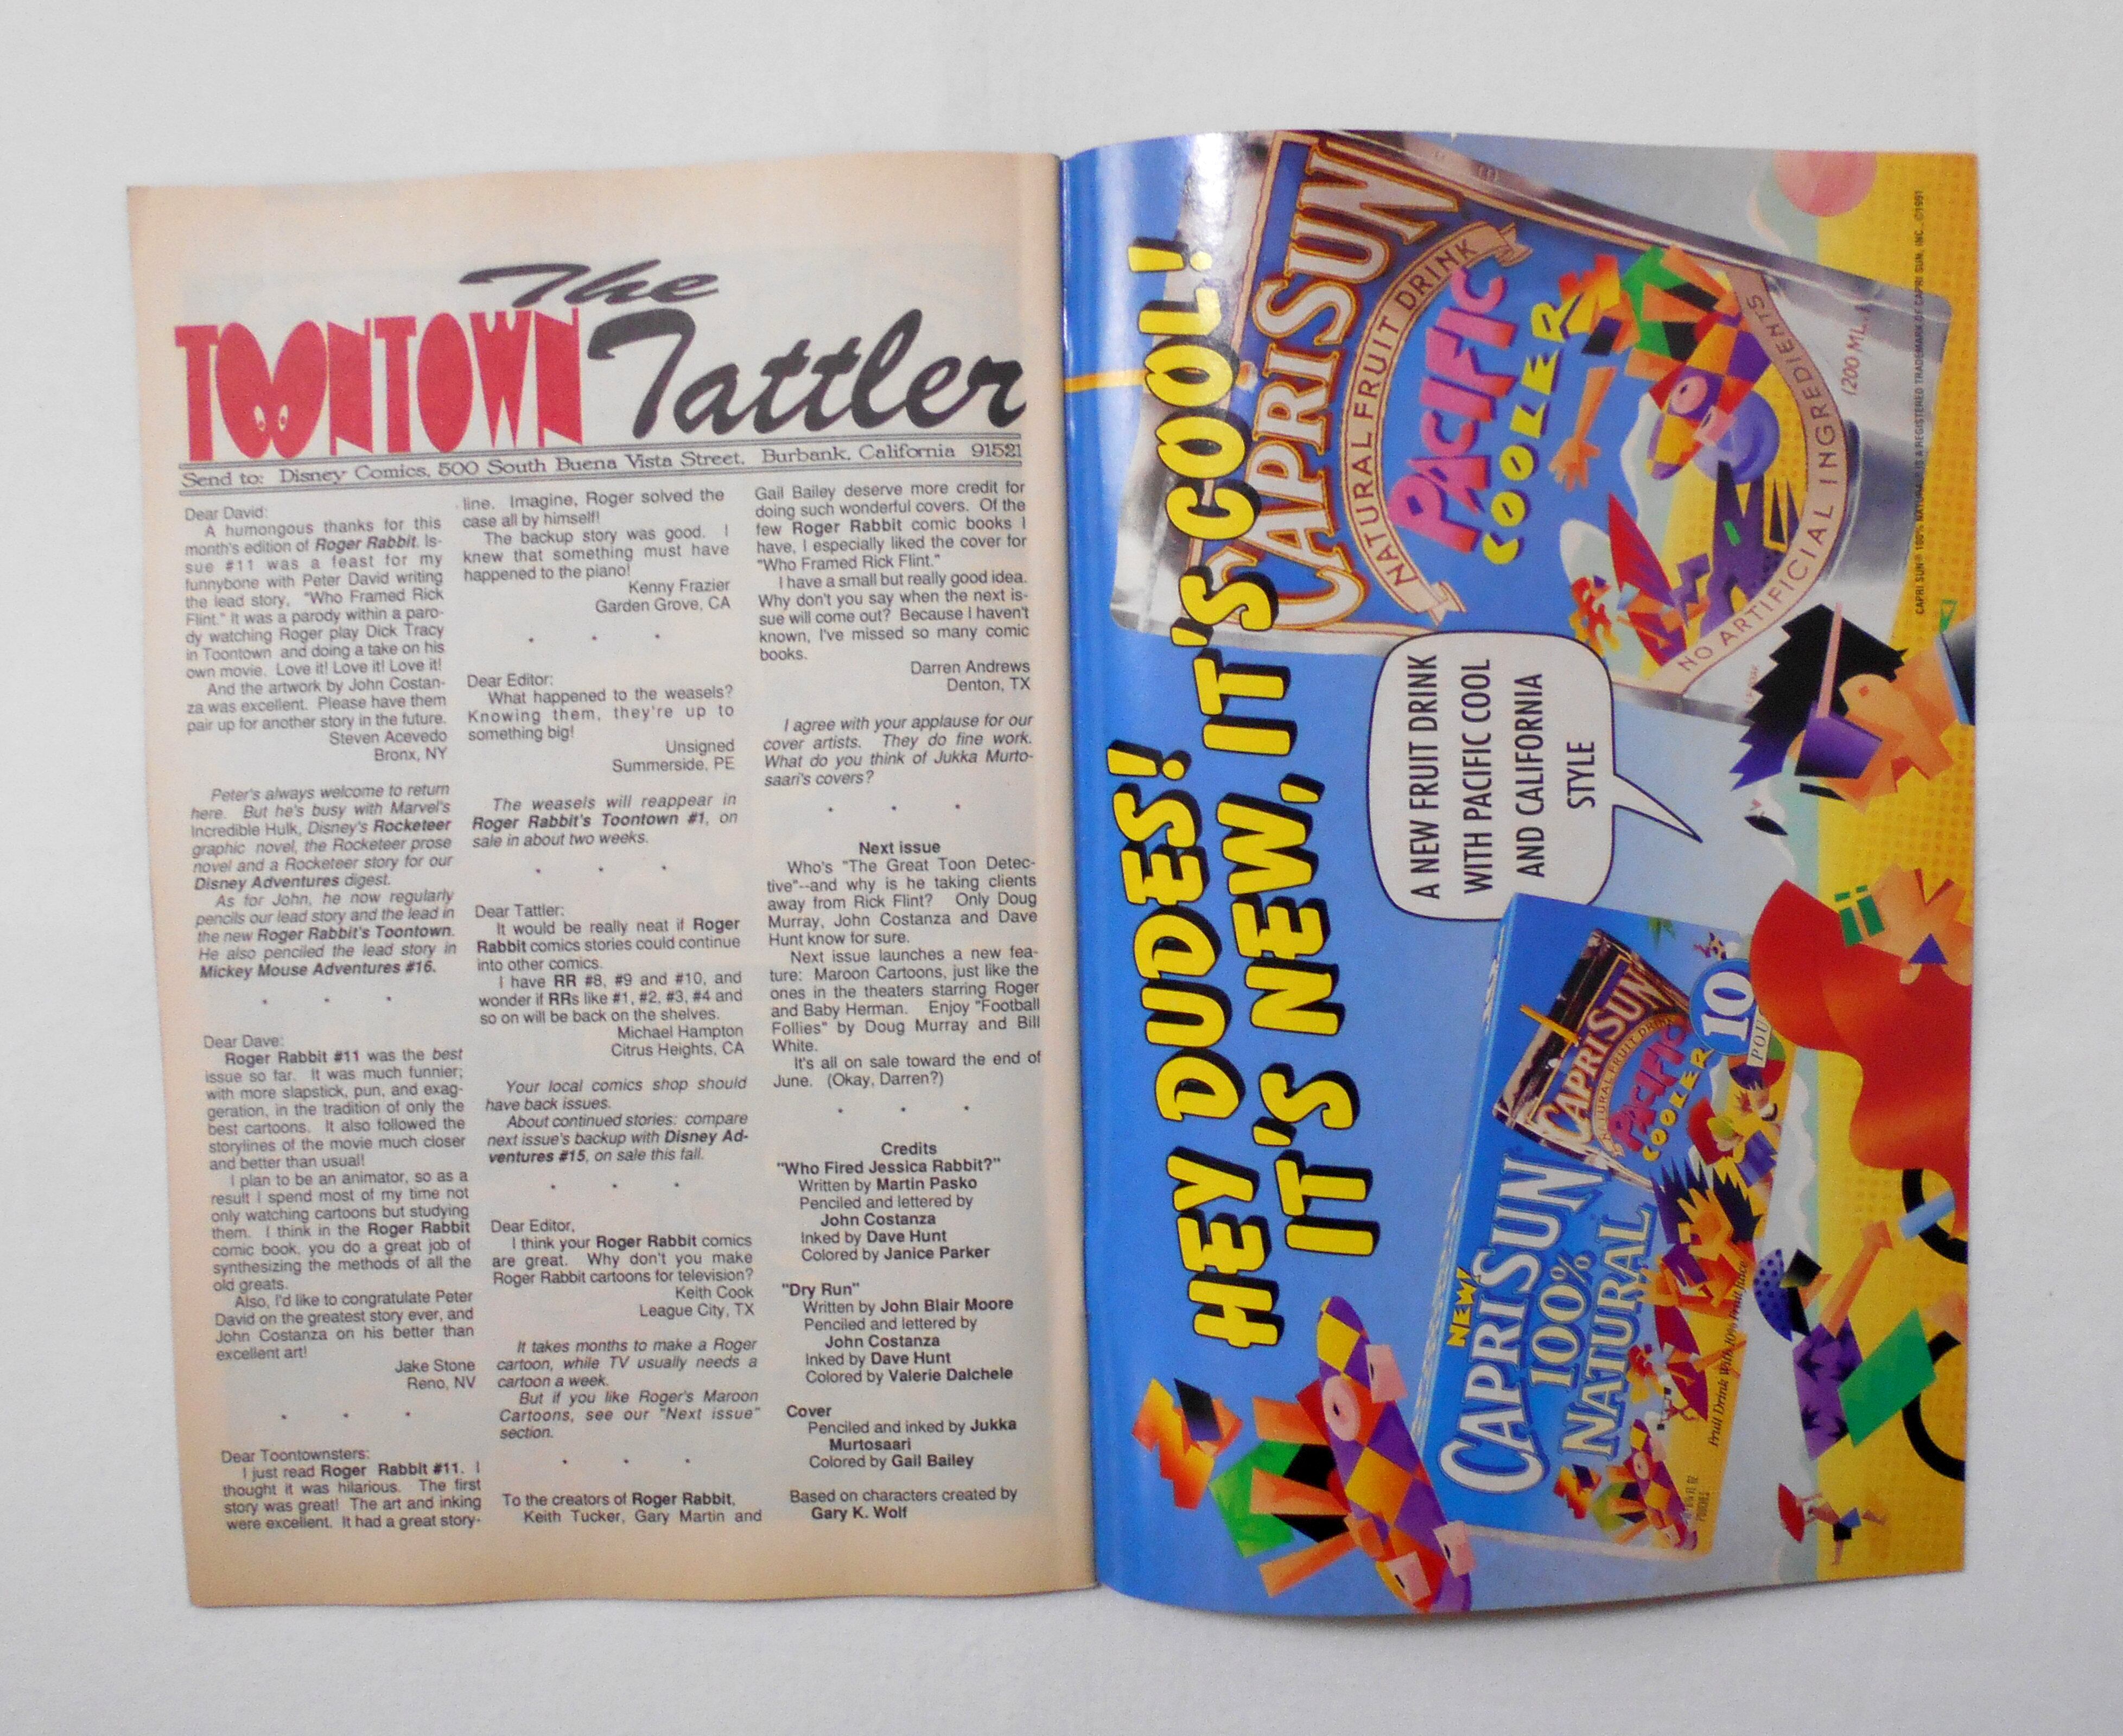 The
TOONTOWN Tattler
Send to: Disney Comics, 500 South Buena Vista Street, Burbank, California 91521
Dear David:
A humongous thanks for this
month's edition of Roger Rabbit. Is-
sue #11 was a feast for my
funnybone with Peter David writing
the lead story, "Who Framed Rick
Flint." It was a parody within a paro-
dy watching Roger play Dick Tracy
in Toontown and doing a take on his
own movie. Love it! Love it! Love it!
And the artwork by John Costan-
za was excellent. Please have them
pair up for another story in the future.
Steven Acevedo
Bronx, NY
Peter's always welcome to return
here. But he's busy with Marvel's
Incredible Hulk, Disney's Rocketeer
graphic novel, the Rocketeer prose
novel and a Rocketeer story for our
Disney Adventures digest.
As for John, he now regularly
pencils our lead story and the lead in
the new Roger Rabbit's Toontown.
He also penciled the lead story in
Mickey Mouse Adventures #16.
Dear Dave:
Roger Rabbit #11 was the best
issue so far. It was much funnier;
with more slapstick, pun, and exag-
geration, in the tradition of only the
best cartoons. It also followed the
storylines of the movie much closer
and better than usual!
I plan to be an animator, so as a
result I spend most of my time not
only watching cartoons but studying
them. I think in the Roger Rabbit
comic book, you do a great job of
synthesizing the methods of all the
old greats.
Also, I'd like to congratulate Peter
David on the greatest story ever, and
John Costanza on his better than
excellent art!
Jake Stone
Reno, NV
Dear Toontownsters:
I just read Roger Rabbit #11. I
thought it was hilarious. The first
story was great! The art and inking
were excellent. It had a great story-
line. Imagine, Roger solved the
case all by himself!
The backup story was good. I
knew that something must have
happened to the piano!
Kenny Frazier
Garden Grove, CA
Dear Editor:
What happened to the weasels?
Knowing them, they're up to
something big!
Unsigned
Summerside, PE
The weasels will reappear in
Roger Rabbit's Toontown #1, on
sale in about two weeks.
Dear Tattler:
It would be really neat if Roger
Rabbit comics stories could continue
into other comics.
I have RR #8, #9 and #10, and
wonder if RRs like #1, #2, #3, #4 and
so on will be back on the shelves.
Michael Hampton
Citrus Heights, CA
Your local comics shop should
have back issues.
About continued stories: compare
next issue's backup with Disney Ad-
ventures #15, on sale this fall.
Dear Editor,
I think your Roger Rabbit comics
are great. Why don't you make
Roger Rabbit cartoons for television?
Keith Cook
League City, TX
It takes months to make a Roger
cartoon, while TV usually needs a
cartoon a week.
But if you like Roger's Maroon
Cartoons, see our "Next issue"
section.
To the creators of Roger Rabbit,
Keith Tucker, Gary Martin and
Gail Bailey deserve more credit for
doing such wonderful covers. Of the
few Roger Rabbit comic books I
have, I especially liked the cover for
"Who Framed Rick Flint."
I have a small but really good idea.
Why don't you say when the next is-
sue will come out? Because I haven't
known, I've missed so many comic
books.
Darren Andrews
Denton, TX
I agree with your applause for our
cover artists. They do fine work.
What do you think of Jukka Murto-
saari's covers?
Next issue
Who's "The Great Toon Detec-
tive"--and why is he taking clients
away from Rick Flint? Only Doug
Murray, John Costanza and Dave
Hunt know for sure.
Next issue launches a new fea-
ture: Maroon Cartoons, just like the
ones in the theaters starring Roger
and Baby Herman. Enjoy "Football
Follies" by Doug Murray and Bill
White.
It's all on sale toward the end of
June. (Okay, Darren?)
Credits
"Who Fired Jessica Rabbit?"
Written by Martin Pasko
Penciled and lettered by
John Costanza
Inked by Dave Hunt
Colored by Janice Parker
"Dry Run"
Written by John Blair Moore
Penciled and lettered by
John Costanza
Inked by Dave Hunt
Colored by Valerie Dalchele
Cover
Penciled and inked by Jukka
Murtosaari
Colored by Gail Bailey
Based on characters created by
Gary K. Wolf
HEY DUDES!
IT'S NEW, IT'S COOL!
A NEW FRUIT DRINK
WITH PACIFIC COOL
AND CALIFORNIA
STYLE
CAPRI SUN
NATURAL FRUIT DRINK
PACIFIC
COOLER
NO ARTIFICIAL INGREDIENTS
(200 ML.)
NEW!
CAPRI SUN
100%
NATURAL
Fruit Drink With 10% Fruit Juice
CAPRI SUN
NATURAL FRUIT DRINK
PACIFIC
COOLER
10
POUCHES
CAPRI SUN® 100% NATURAL IS A REGISTERED TRADEMARK OF CAPRI SUN, INC. ©1991